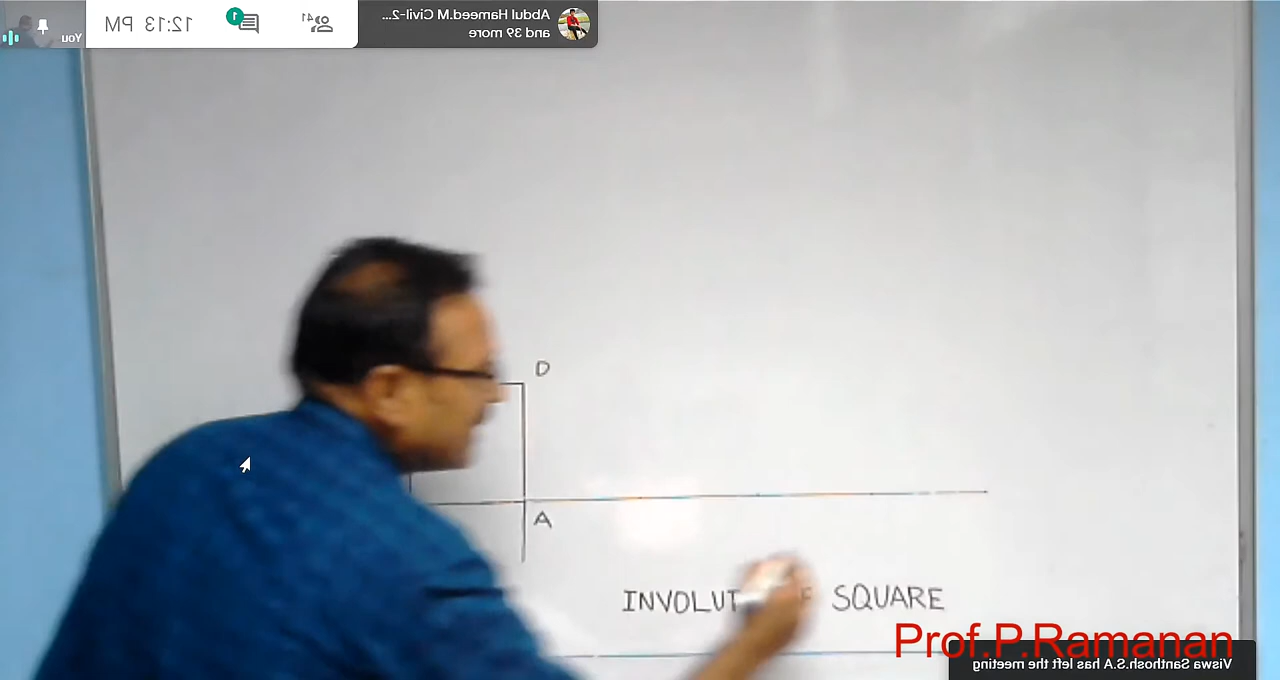 You
12:13 PM
1
41
Abdul Hameed.M Civil-2...
and 39 more
D
A
INVOLUT SQUARE
Prof.P.Ramanan
Viswa Santhosh.S.A has left the meeting